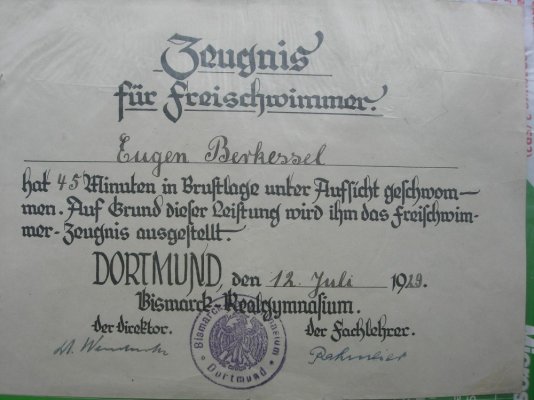 Zeugnis
für Freischwimmer.
Eugen Berkessel
hat 45 Minuten in Brustlage unter Aufsicht geschwom-
men. Auf Grund dieser Leistung wird ihm das Freischwim-
mer-Zeugnis ausgestellt.
DORTMUND, den 12. Juli 1929.
Bismarck-Realgymnasium.
der Direktor. der Fachlehrer.
Dortmund